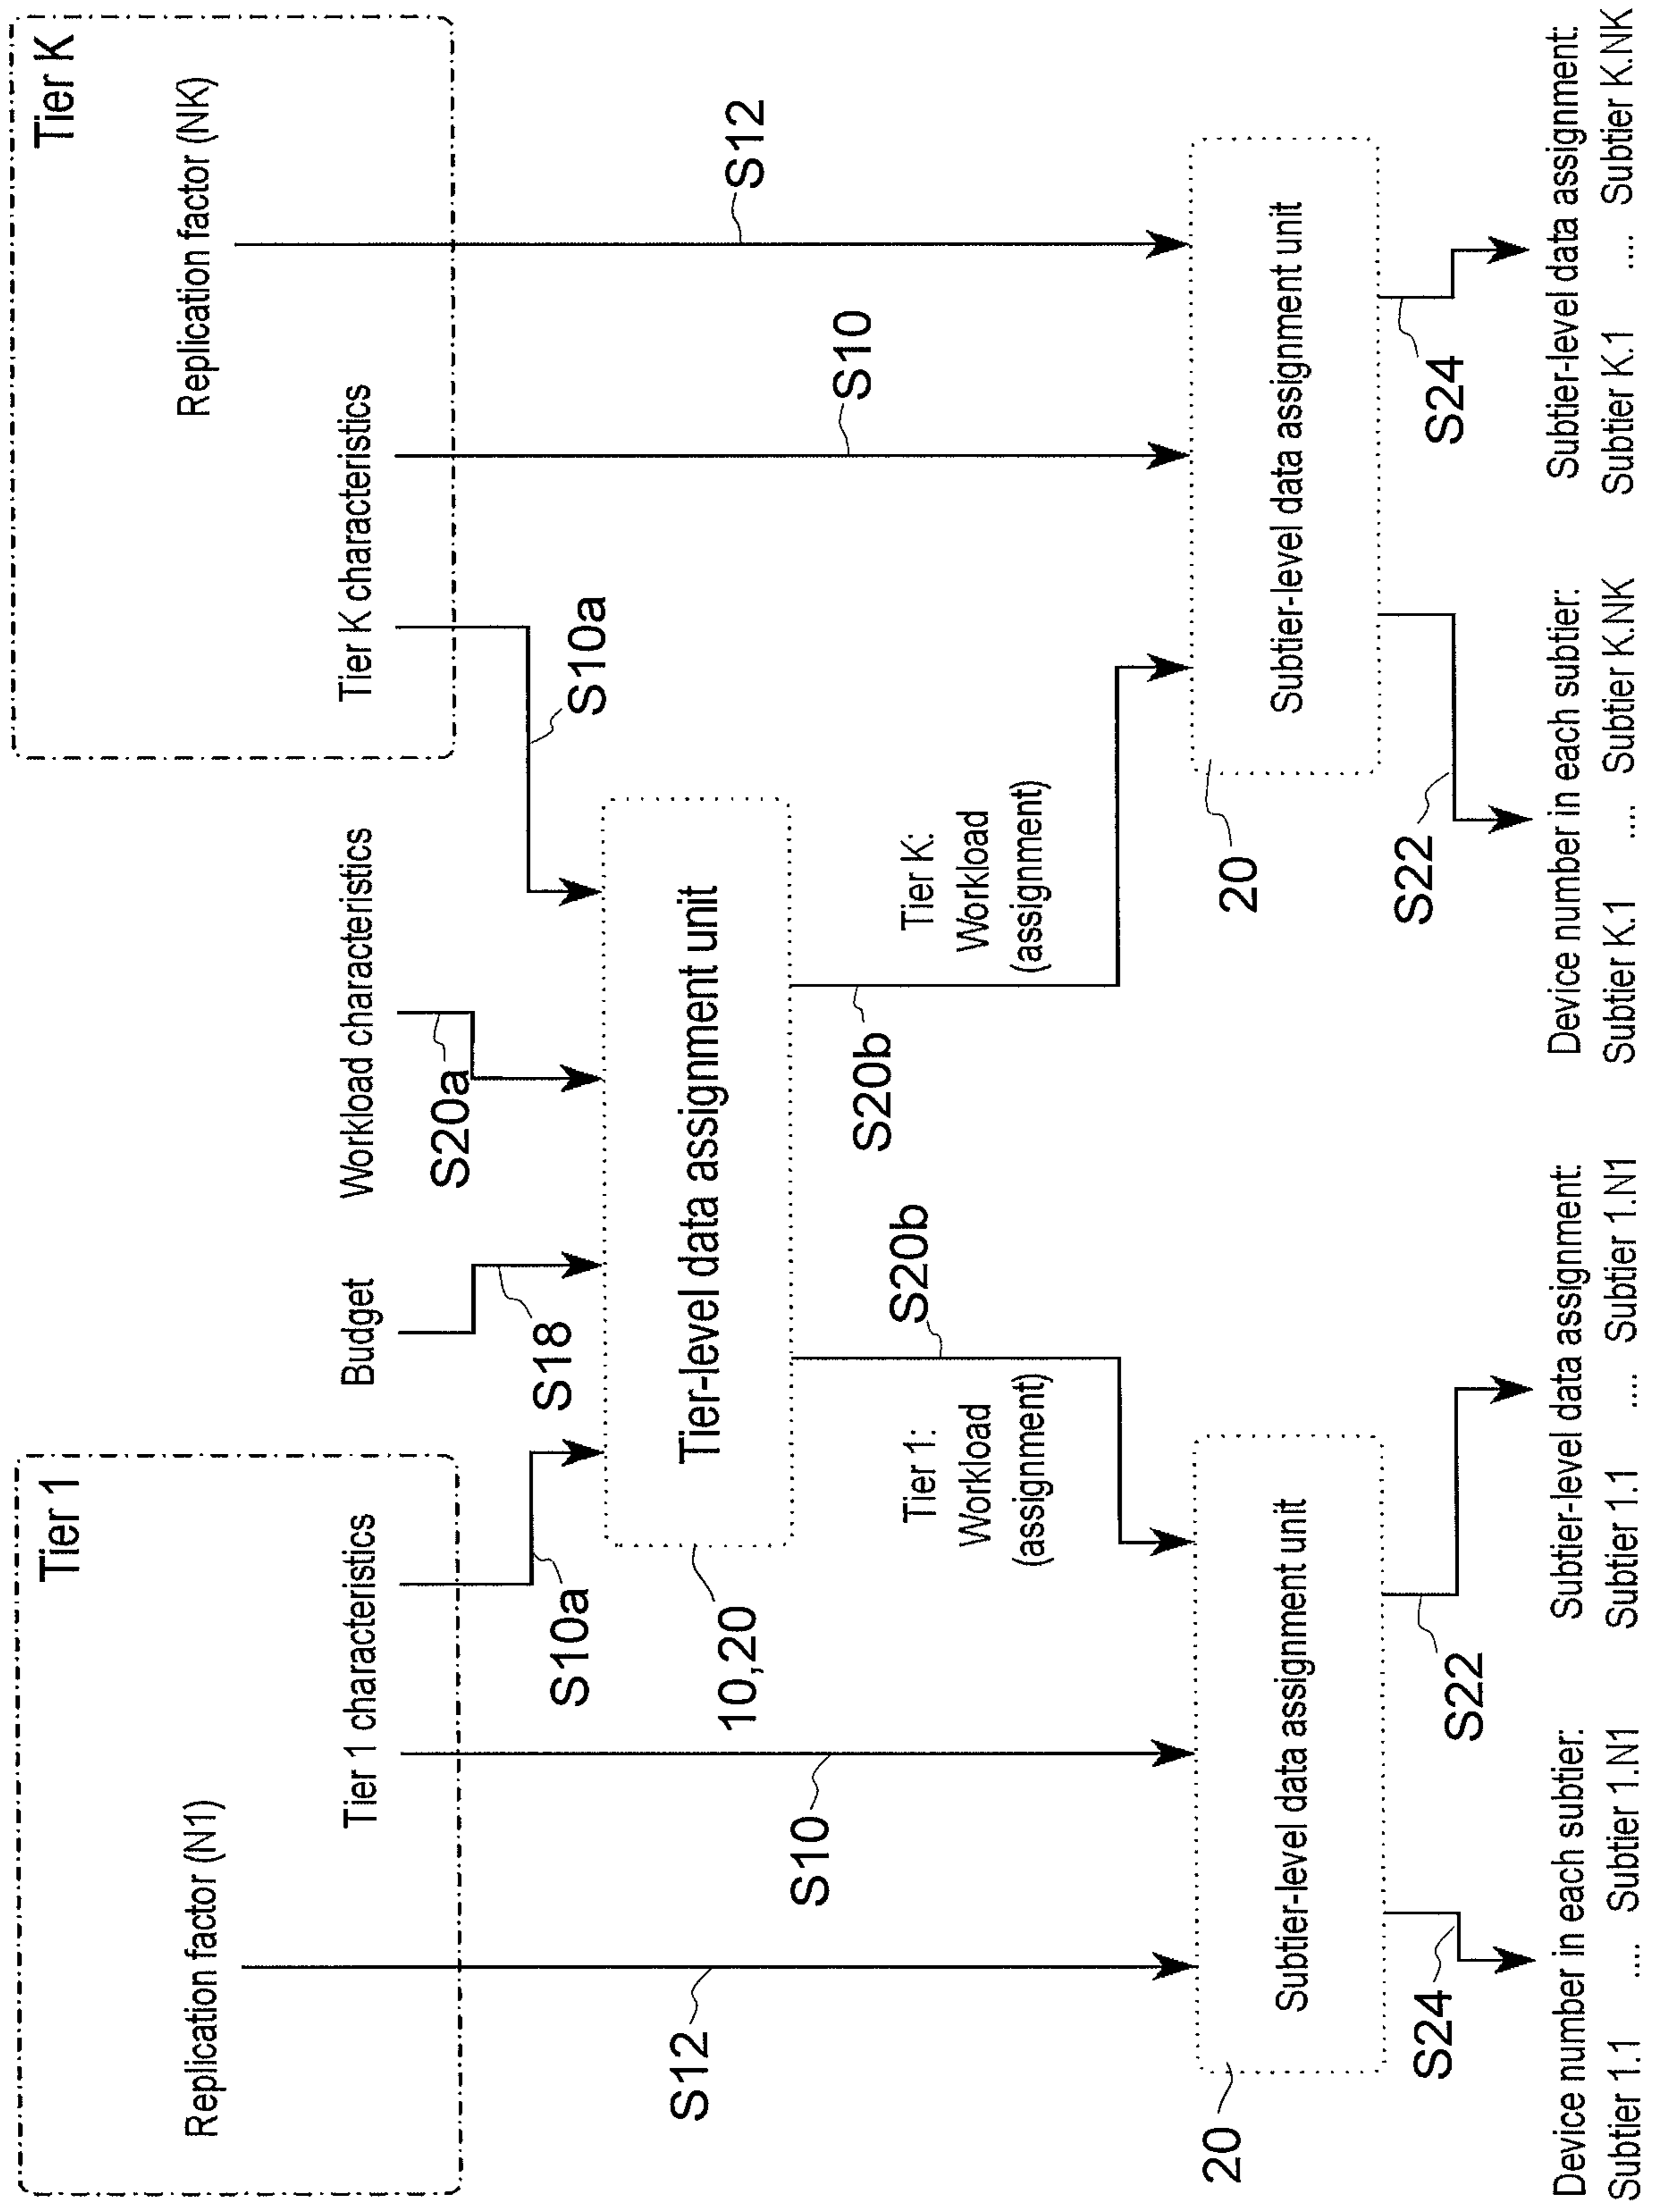 Tier 1
Replication factor (N1)
Tier 1 characteristics
Budget
Workload characteristics
Tier K
Replication factor (NK)
Tier K characteristics
S12
S10
S10a
S18
S20a
S10a
S10
S12
10,20
Tier-level data assignment unit
Tier 1:
Workload
(assignment)
S20b
S20b
Tier K:
Workload
(assignment)
20
Subtier-level data assignment unit
20
Subtier-level data assignment unit
S24
S22
S22
S24
Device number in each subtier:
Subtier 1.1 .... Subtier 1.N1
Subtier-level data assignment:
Subtier 1.1 .... Subtier 1.N1
Device number in each subtier:
Subtier K.1 .... Subtier K.NK
Subtier-level data assignment:
Subtier K.1 .... Subtier K.NK